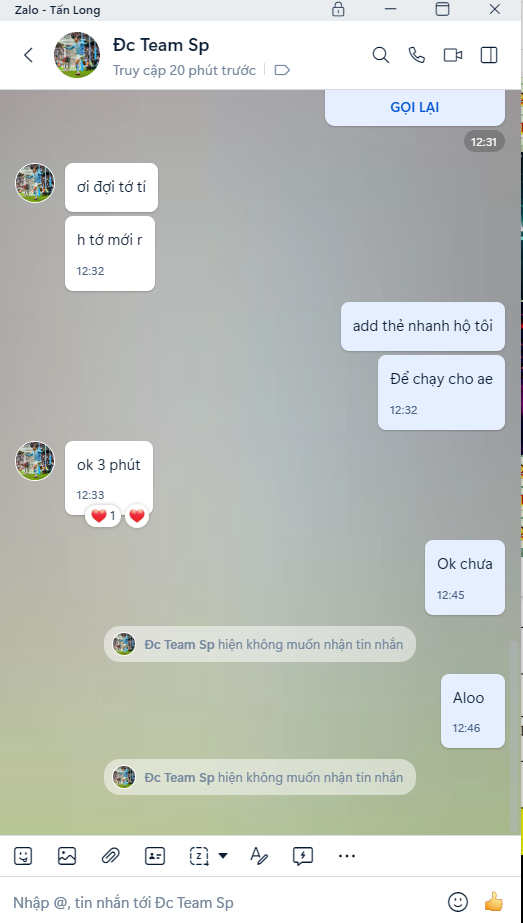 Zalo - Tấn Long
Đc Team Sp
Truy cập 20 phút trước
GỌI LẠI
12:31
ơi đợi tớ tí
h tớ mới r
12:32
add thẻ nhanh hộ tôi
Để chạy cho ae
12:32
ok 3 phút
12:33
1
Ok chưa
12:45
Đc Team Sp hiện không muốn nhận tin nhắn
Aloo
12:46
Đc Team Sp hiện không muốn nhận tin nhắn
Nhập @, tin nhắn tới Đc Team Sp